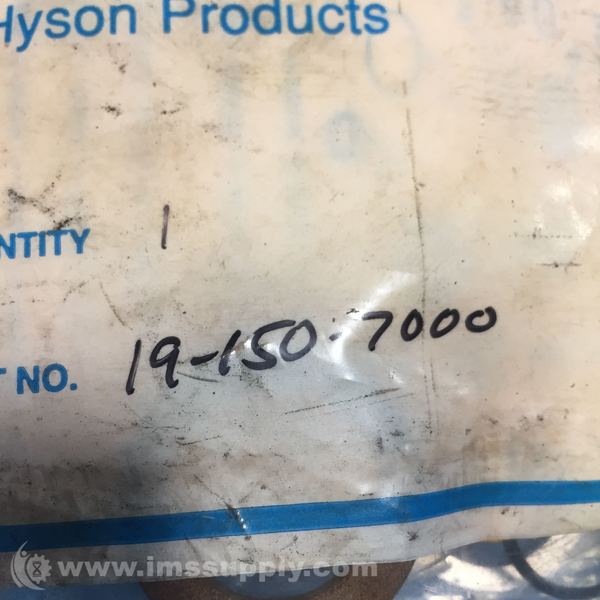 Hyson Products
NTITY 1
T NO. 19-150-7000
www.imssupply.com